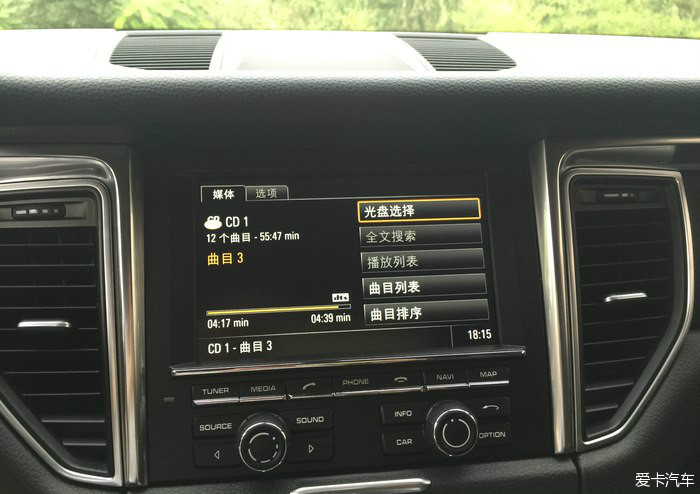 媒体 选项
CD 1
12 个曲目 - 55:47 min
曲目 3
光盘选择
全文搜索
播放列表
曲目列表
曲目排序
dts
04:17 min 04:39 min
CD 1 - 曲目 3 18:15
TUNER MEDIA PHONE NAVI MAP
SOURCE SOUND INFO
CAR OPTION
爱卡汽车